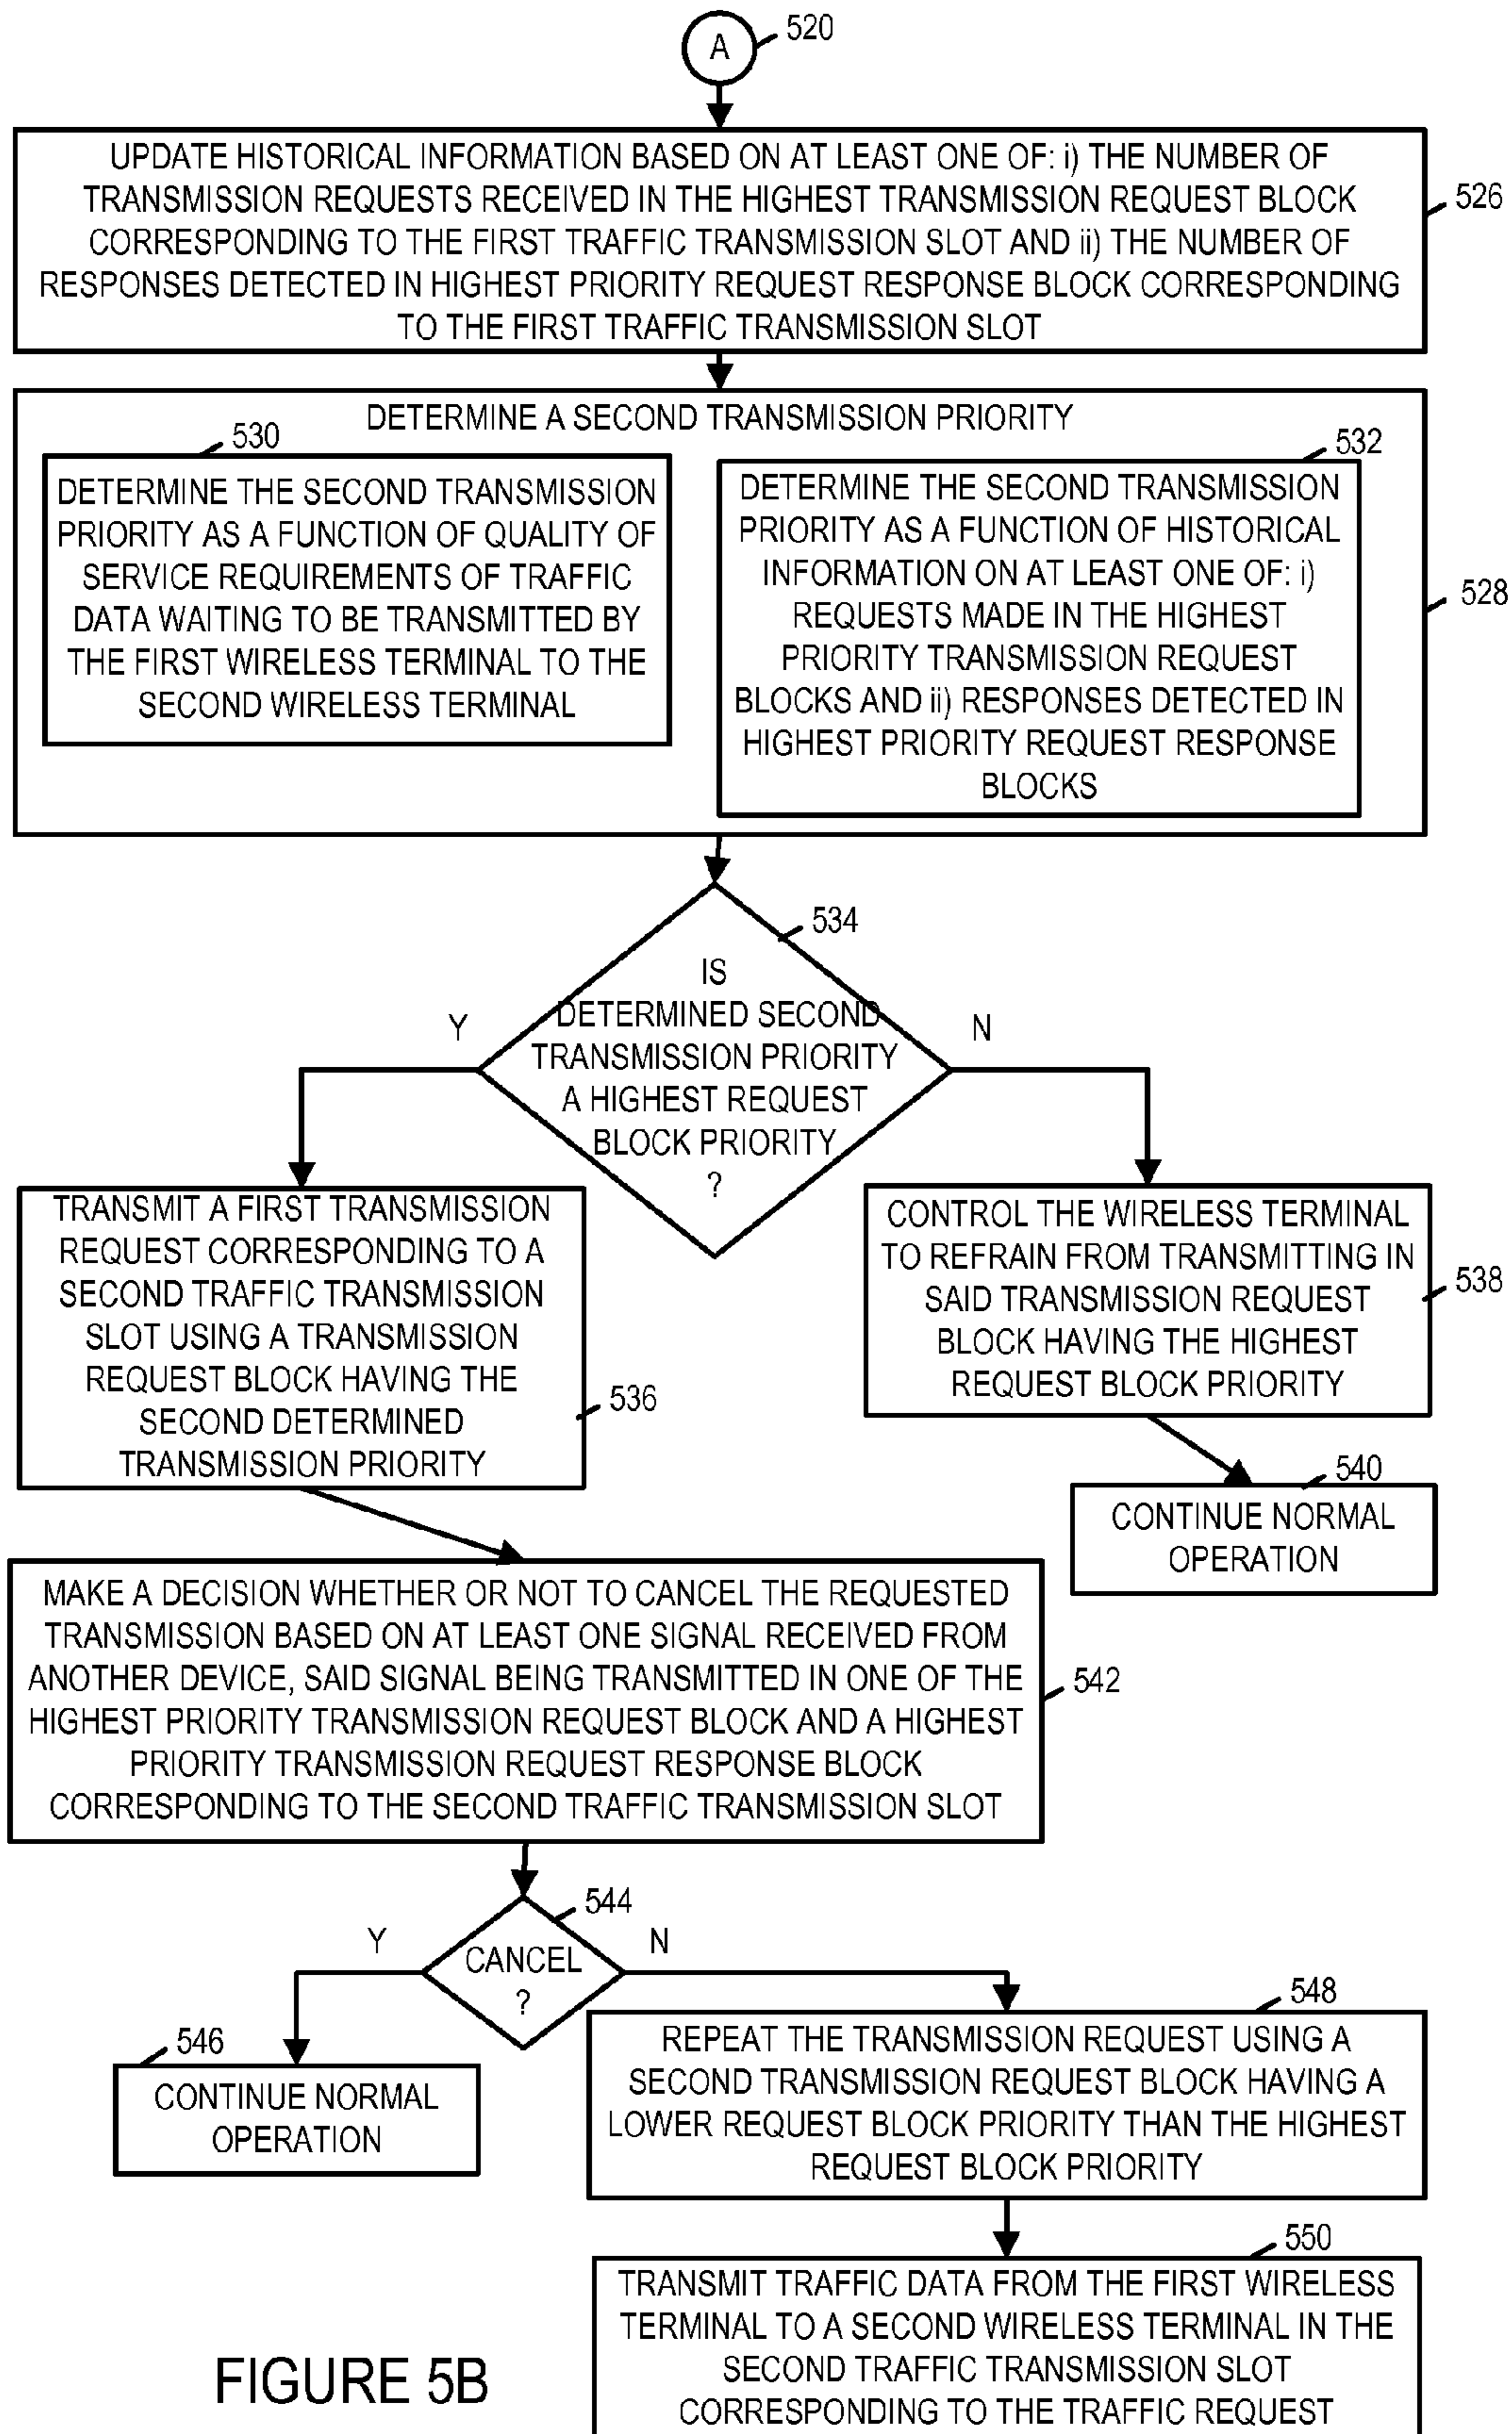 A
520
UPDATE HISTORICAL INFORMATION BASED ON AT LEAST ONE OF: i) THE NUMBER OF
TRANSMISSION REQUESTS RECEIVED IN THE HIGHEST TRANSMISSION REQUEST BLOCK
CORRESPONDING TO THE FIRST TRAFFIC TRANSMISSION SLOT AND ii) THE NUMBER OF
RESPONSES DETECTED IN HIGHEST PRIORITY REQUEST RESPONSE BLOCK CORRESPONDING
TO THE FIRST TRAFFIC TRANSMISSION SLOT
526
DETERMINE A SECOND TRANSMISSION PRIORITY
528
530
DETERMINE THE SECOND TRANSMISSION
PRIORITY AS A FUNCTION OF QUALITY OF
SERVICE REQUIREMENTS OF TRAFFIC
DATA WAITING TO BE TRANSMITTED BY
THE FIRST WIRELESS TERMINAL TO THE
SECOND WIRELESS TERMINAL
532
DETERMINE THE SECOND TRANSMISSION
PRIORITY AS A FUNCTION OF HISTORICAL
INFORMATION ON AT LEAST ONE OF: i)
REQUESTS MADE IN THE HIGHEST
PRIORITY TRANSMISSION REQUEST
BLOCKS AND ii) RESPONSES DETECTED IN
HIGHEST PRIORITY REQUEST RESPONSE
BLOCKS
534
IS
DETERMINED SECOND
TRANSMISSION PRIORITY
A HIGHEST REQUEST
BLOCK PRIORITY
?
Y
N
TRANSMIT A FIRST TRANSMISSION
REQUEST CORRESPONDING TO A
SECOND TRAFFIC TRANSMISSION
SLOT USING A TRANSMISSION
REQUEST BLOCK HAVING THE
SECOND DETERMINED
TRANSMISSION PRIORITY
536
CONTROL THE WIRELESS TERMINAL
TO REFRAIN FROM TRANSMITTING IN
SAID TRANSMISSION REQUEST
BLOCK HAVING THE HIGHEST
REQUEST BLOCK PRIORITY
538
540
CONTINUE NORMAL
OPERATION
MAKE A DECISION WHETHER OR NOT TO CANCEL THE REQUESTED
TRANSMISSION BASED ON AT LEAST ONE SIGNAL RECEIVED FROM
ANOTHER DEVICE, SAID SIGNAL BEING TRANSMITTED IN ONE OF THE
HIGHEST PRIORITY TRANSMISSION REQUEST BLOCK AND A HIGHEST
PRIORITY TRANSMISSION REQUEST RESPONSE BLOCK
CORRESPONDING TO THE SECOND TRAFFIC TRANSMISSION SLOT
542
544
CANCEL
?
Y
N
546
CONTINUE NORMAL
OPERATION
548
REPEAT THE TRANSMISSION REQUEST USING A
SECOND TRANSMISSION REQUEST BLOCK HAVING A
LOWER REQUEST BLOCK PRIORITY THAN THE HIGHEST
REQUEST BLOCK PRIORITY
550
TRANSMIT TRAFFIC DATA FROM THE FIRST WIRELESS
TERMINAL TO A SECOND WIRELESS TERMINAL IN THE
SECOND TRAFFIC TRANSMISSION SLOT
CORRESPONDING TO THE TRAFFIC REQUEST
FIGURE 5B